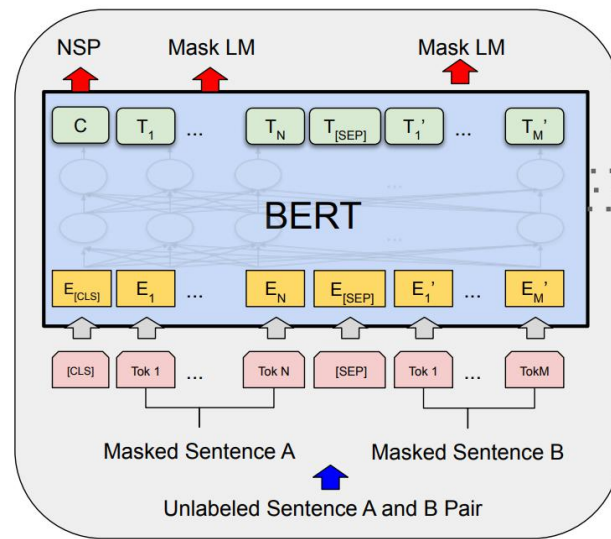 NSP Mask LM Mask LM
C T1 ... TN T[SEP] T1’ ... TM’
...
...
BERT
E[CLS] E1 ... EN E[SEP] E1’ ... EM’
[CLS] Tok 1 ... Tok N [SEP] Tok 1 ... TokM
Masked Sentence A Masked Sentence B
Unlabeled Sentence A and B Pair